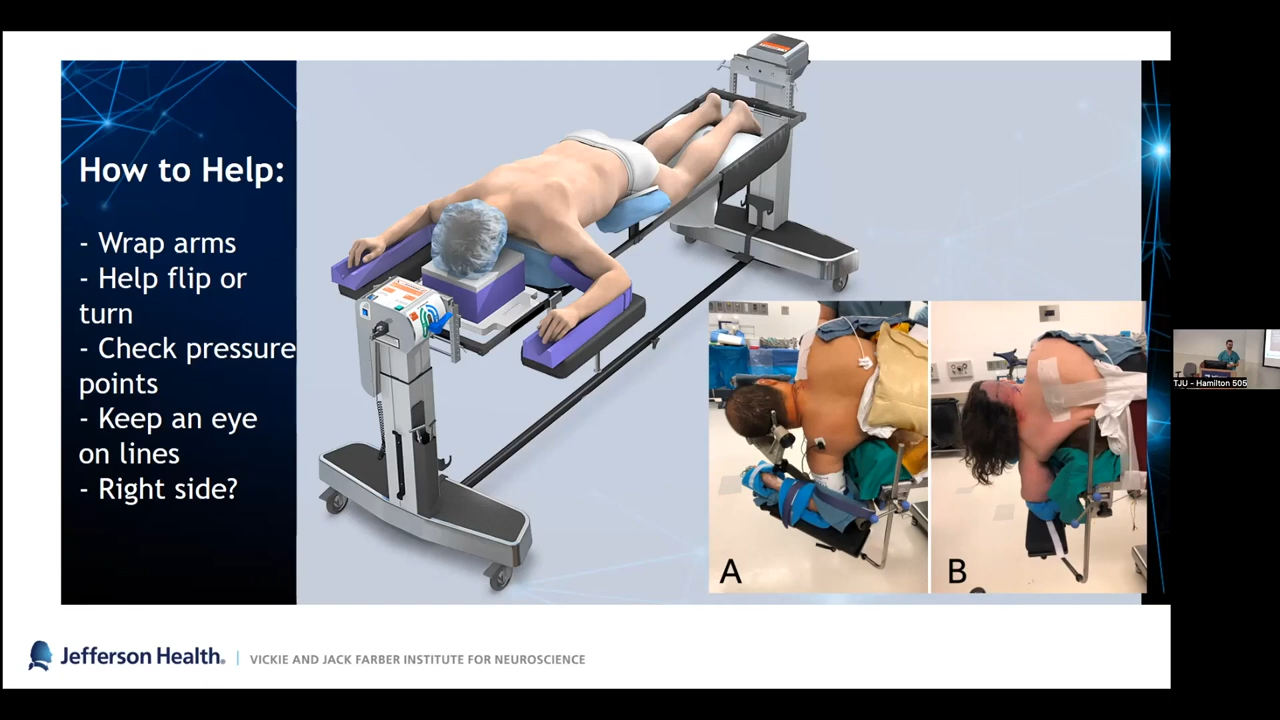 How to Help:
- Wrap arms
- Help flip or
turn
- Check pressure
points
- Keep an eye
on lines
- Right side?
A
B
TJU - Hamilton 505
Jefferson Health.
VICKIE AND JACK FARBER INSTITUTE FOR NEUROSCIENCE